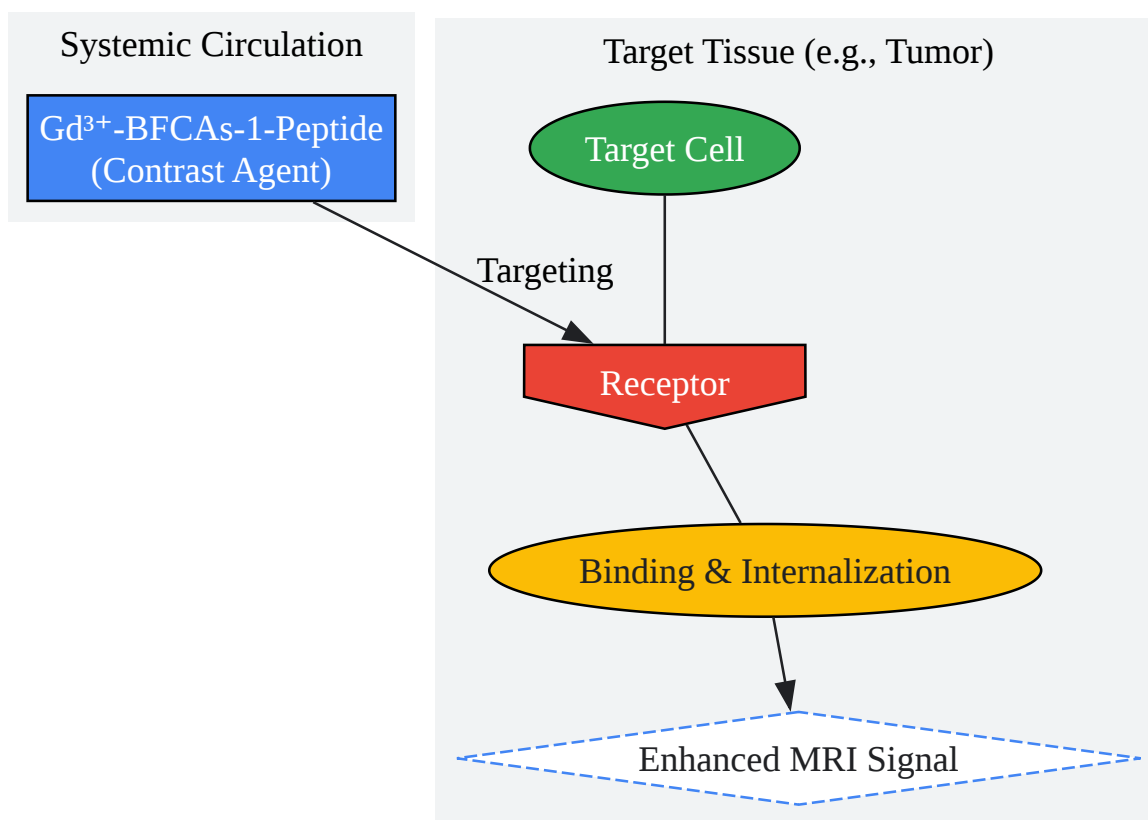 Systemic Circulation
Gd³⁺-BFCAs-1-Peptide
(Contrast Agent)
Target Tissue (e.g., Tumor)
Target Cell
Targeting
Receptor
Binding & Internalization
Enhanced MRI Signal